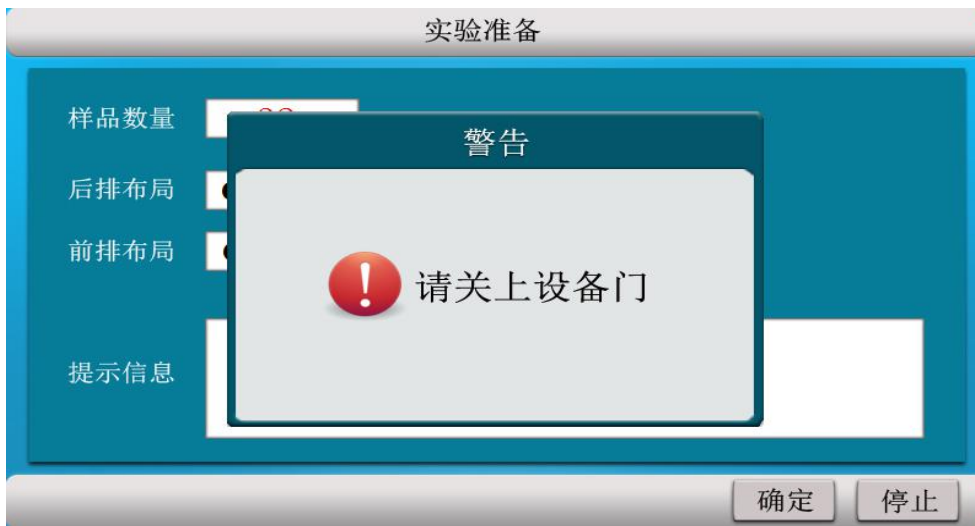 实验准备
样品数量
警告
后排布局
前排布局
请关上设备门
提示信息
确定
停止